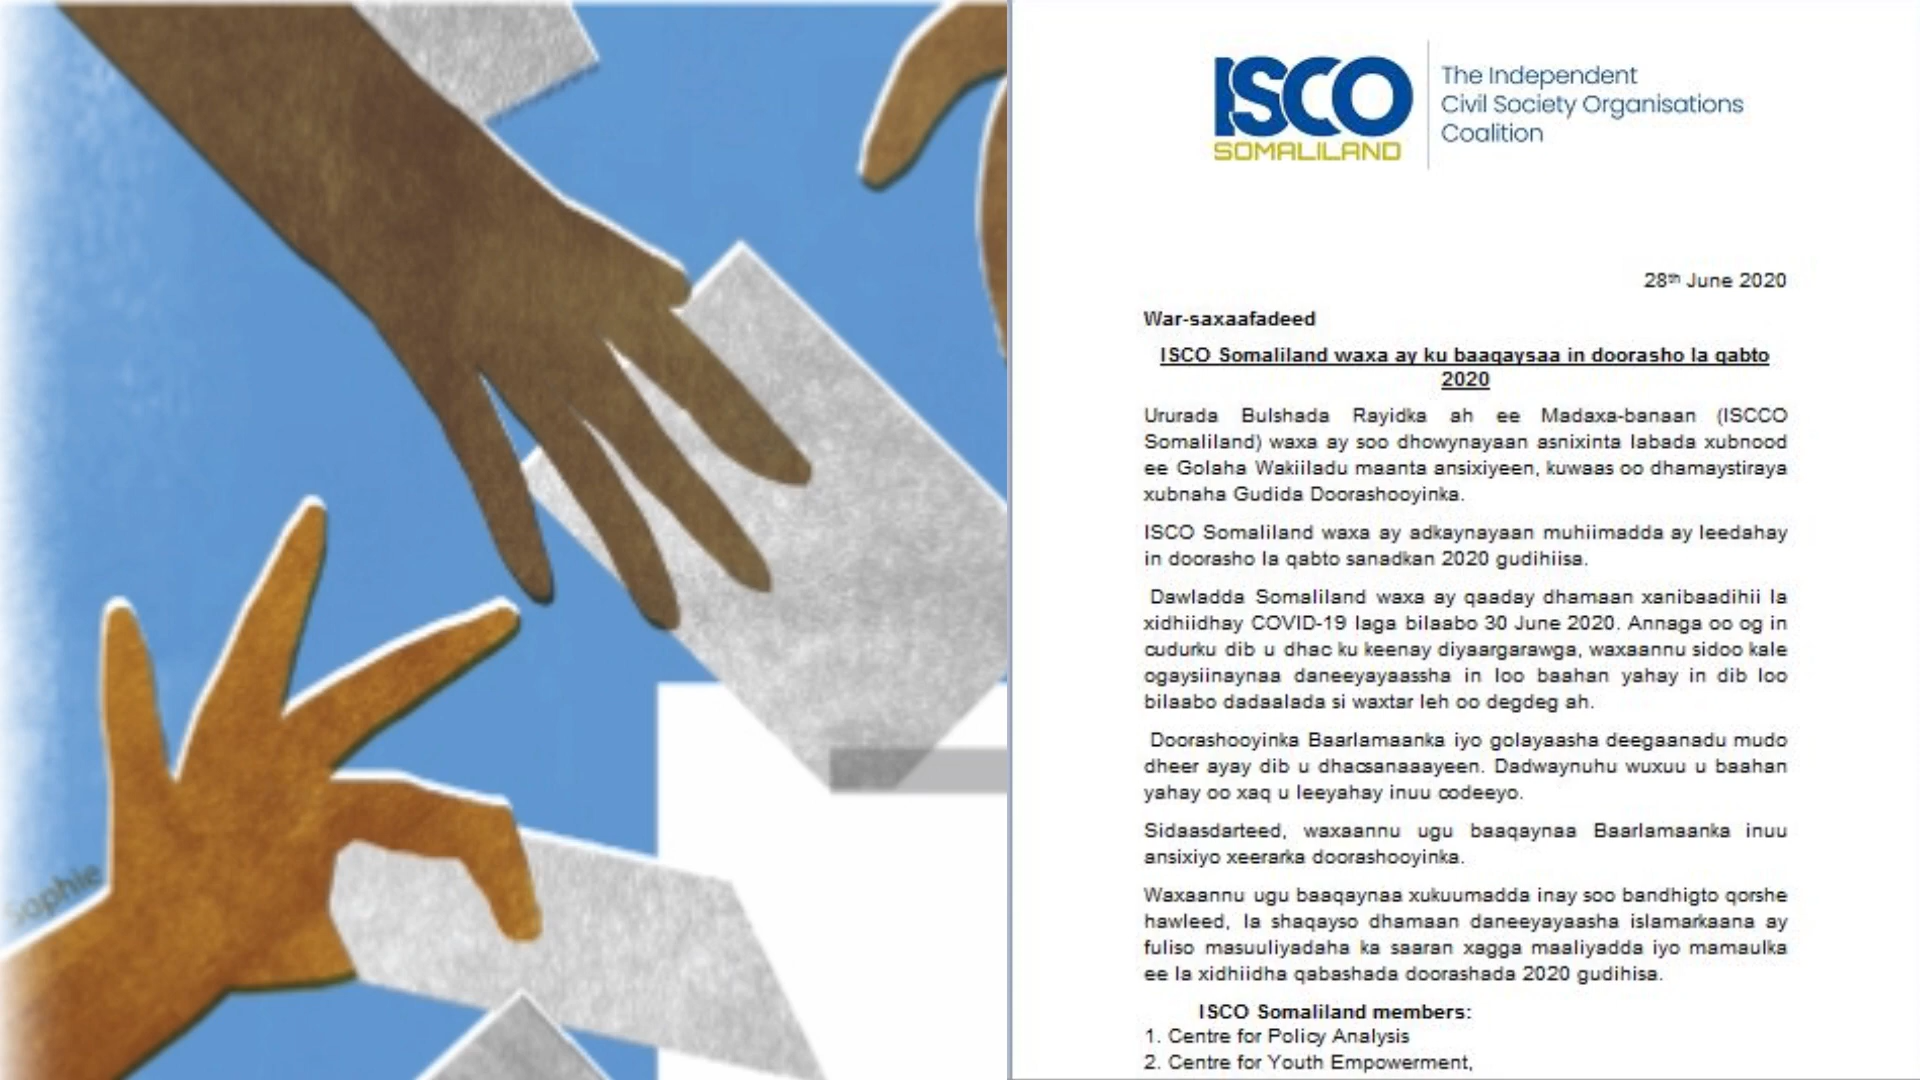 Sophie
ISCO
SOMALILAND
The Independent
Civil Society Organisations
Coalition
28th June 2020
War-saxaafadeed
ISCO Somaliland waxa ay ku baaqaysaa in doorasho la qabto
2020
Ururada Bulshada Rayidka ah ee Madaxa-banaan (ISCCO
Somaliland) waxa ay soo dhowynayaan asnixinta labada xubnood
ee Golaha Wakiiladu maanta ansixiyeen, kuwaas oo dhamaystiraya
xubnaha Gudida Doorashooyinka.
ISCO Somaliland waxa ay adkaynayaan muhiimadda ay leedahay
in doorasho la qabto sanadkan 2020 gudihiisa.
Dawladda Somaliland waxa ay qaaday dhamaan xanibaadihii la
xidhiidhay COVID-19 laga bilaabo 30 June 2020. Annaga oo og in
cudurku dib u dhac ku keenay diyaargarawga, waxaannu sidoo kale
ogaysiinaynaa daneeyayaassha in loo baahan yahay in dib loo
bilaabo dadaalada si waxtar leh oo degdeg ah.
Doorashooyinka Baarlamaanka iyo golayaasha deegaanadu mudo
dheer ayay dib u dhacsanaaayeen. Dadwaynuhu wuxuu u baahan
yahay oo xaq u leeyahay inuu codeeyo.
Sidaasdarteed, waxaannu ugu baaqaynaa Baarlamaanka inuu
ansixiyo xeerarka doorashooyinka.
Waxaannu ugu baaqaynaa xukuumadda inay soo bandhigto qorshe
hawleed, la shaqayso dhamaan daneeyayaasha islamarkaana ay
fuliso masuuliyadaha ka saaran xagga maaliyadda iyo mamaulka
ee la xidhiidha qabashada doorashada 2020 gudihisa.
ISCO Somaliland members:
1. Centre for Policy Analysis
2. Centre for Youth Empowerment,